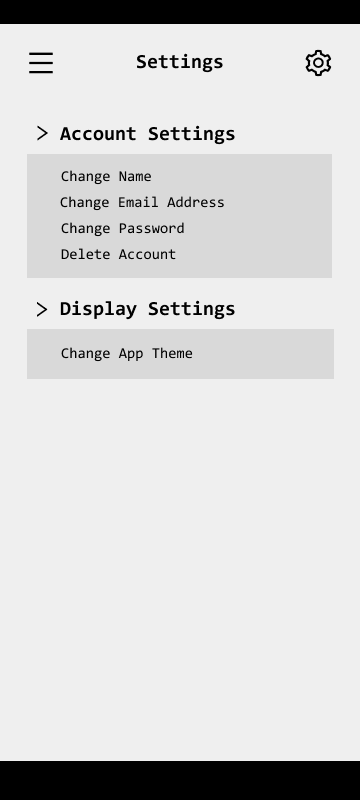 Settings
Account Settings
Change Name
Change Email Address
Change Password
Delete Account
Display Settings
Change App Theme